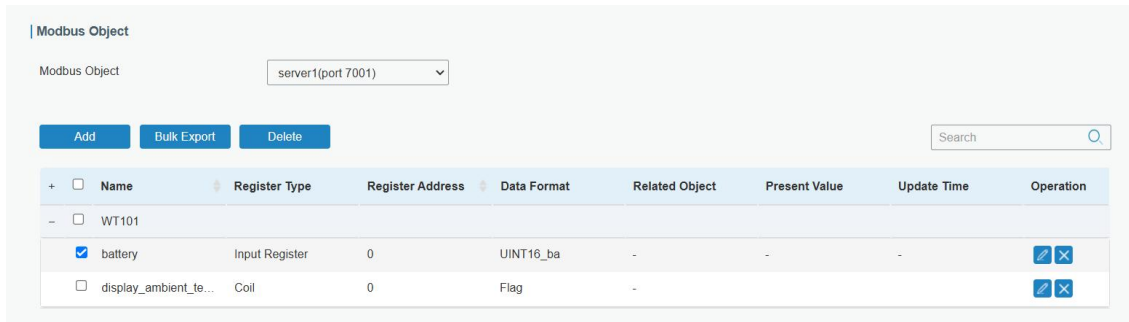 Modbus Object
Modbus Object server1(port 7001)
Add Bulk Export Delete Search
+ Name Register Type Register Address Data Format Related Object Present Value Update Time Operation
− WT101
battery Input Register 0 UINT16_ba - - -
display_ambient_te... Coil 0 Flag -